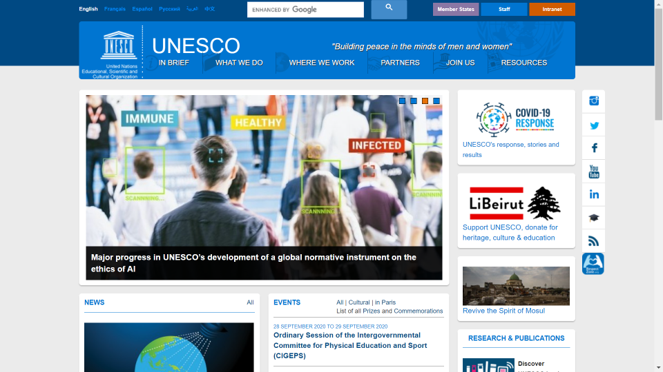 English Français Español Русский العربية 中文
ENHANCED BY Google
Member States Staff Intranet
UNESCO
"Building peace in the minds of men and women"
United Nations
Educational, Scientific and
Cultural Organization
IN BRIEF WHAT WE DO WHERE WE WORK PARTNERS JOIN US RESOURCES
IMMUNE
HEALTHY
INFECTED
SCANNING...
SCANNING...
Major progress in UNESCO's development of a global normative instrument on the
ethics of AI
COVID-19
RESPONSE
UNESCO's response, stories and
results
LiBeirut
Support UNESCO, donate for
heritage, culture & education
Revive the Spirit of Mosul
You
Tube
NEWS All
EVENTS All | Cultural | in Paris
List of all Prizes and Commemorations
28 SEPTEMBER 2020 TO 29 SEPTEMBER 2020
Ordinary Session of the Intergovernmental
Committee for Physical Education and Sport
(CIGEPS)
RESEARCH & PUBLICATIONS
Discover